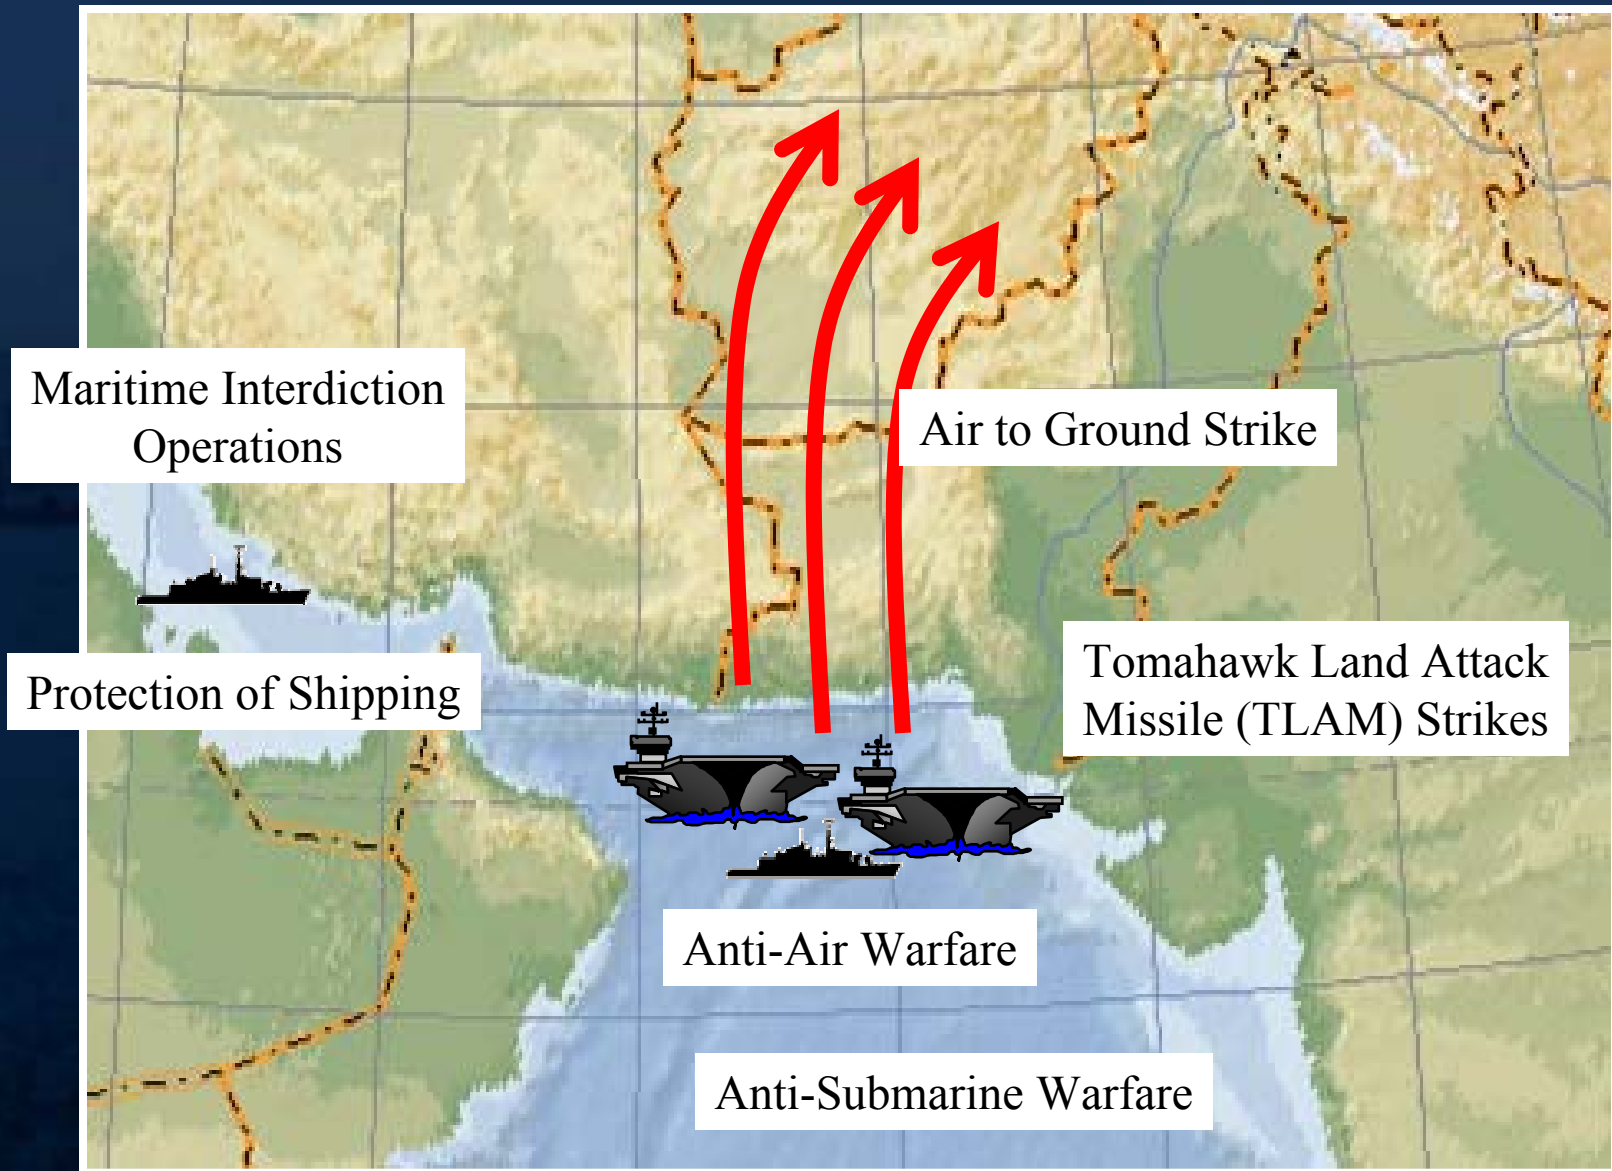 Maritime Interdiction
Operations
Air to Ground Strike
Protection of Shipping
Tomahawk Land Attack
Missile (TLAM) Strikes
Anti-Air Warfare
Anti-Submarine Warfare